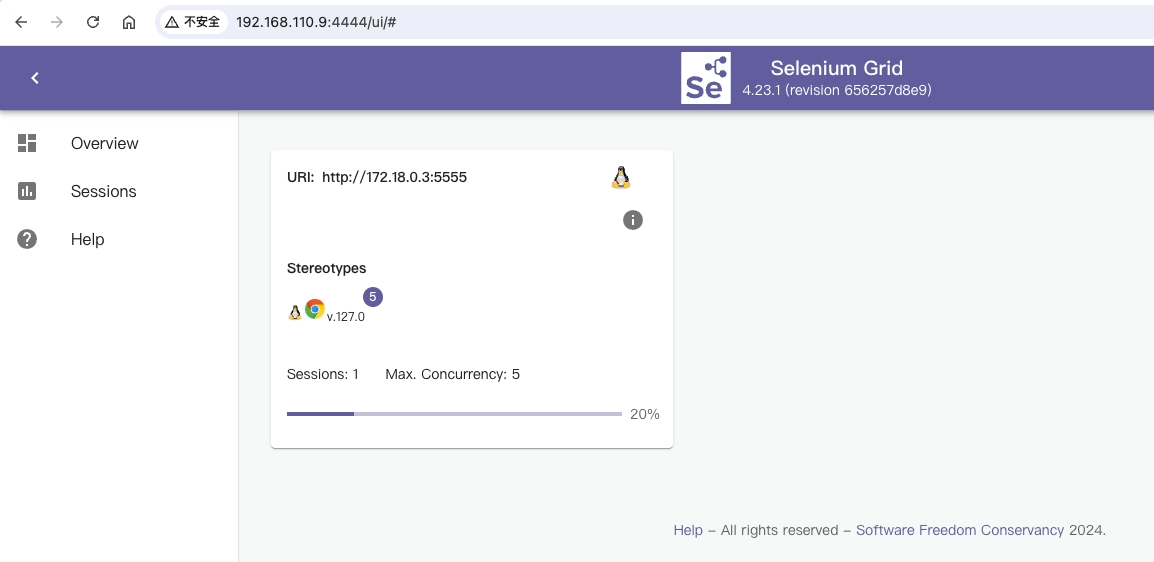 不安全 192.168.110.9:4444/ui/#
Se
Selenium Grid
4.23.1 (revision 656257d8e9)
Overview
Sessions
Help
URI: http://172.18.0.3:5555
Stereotypes
v.127.0 5
Sessions: 1 Max. Concurrency: 5
20%
Help – All rights reserved – Software Freedom Conservancy 2024.